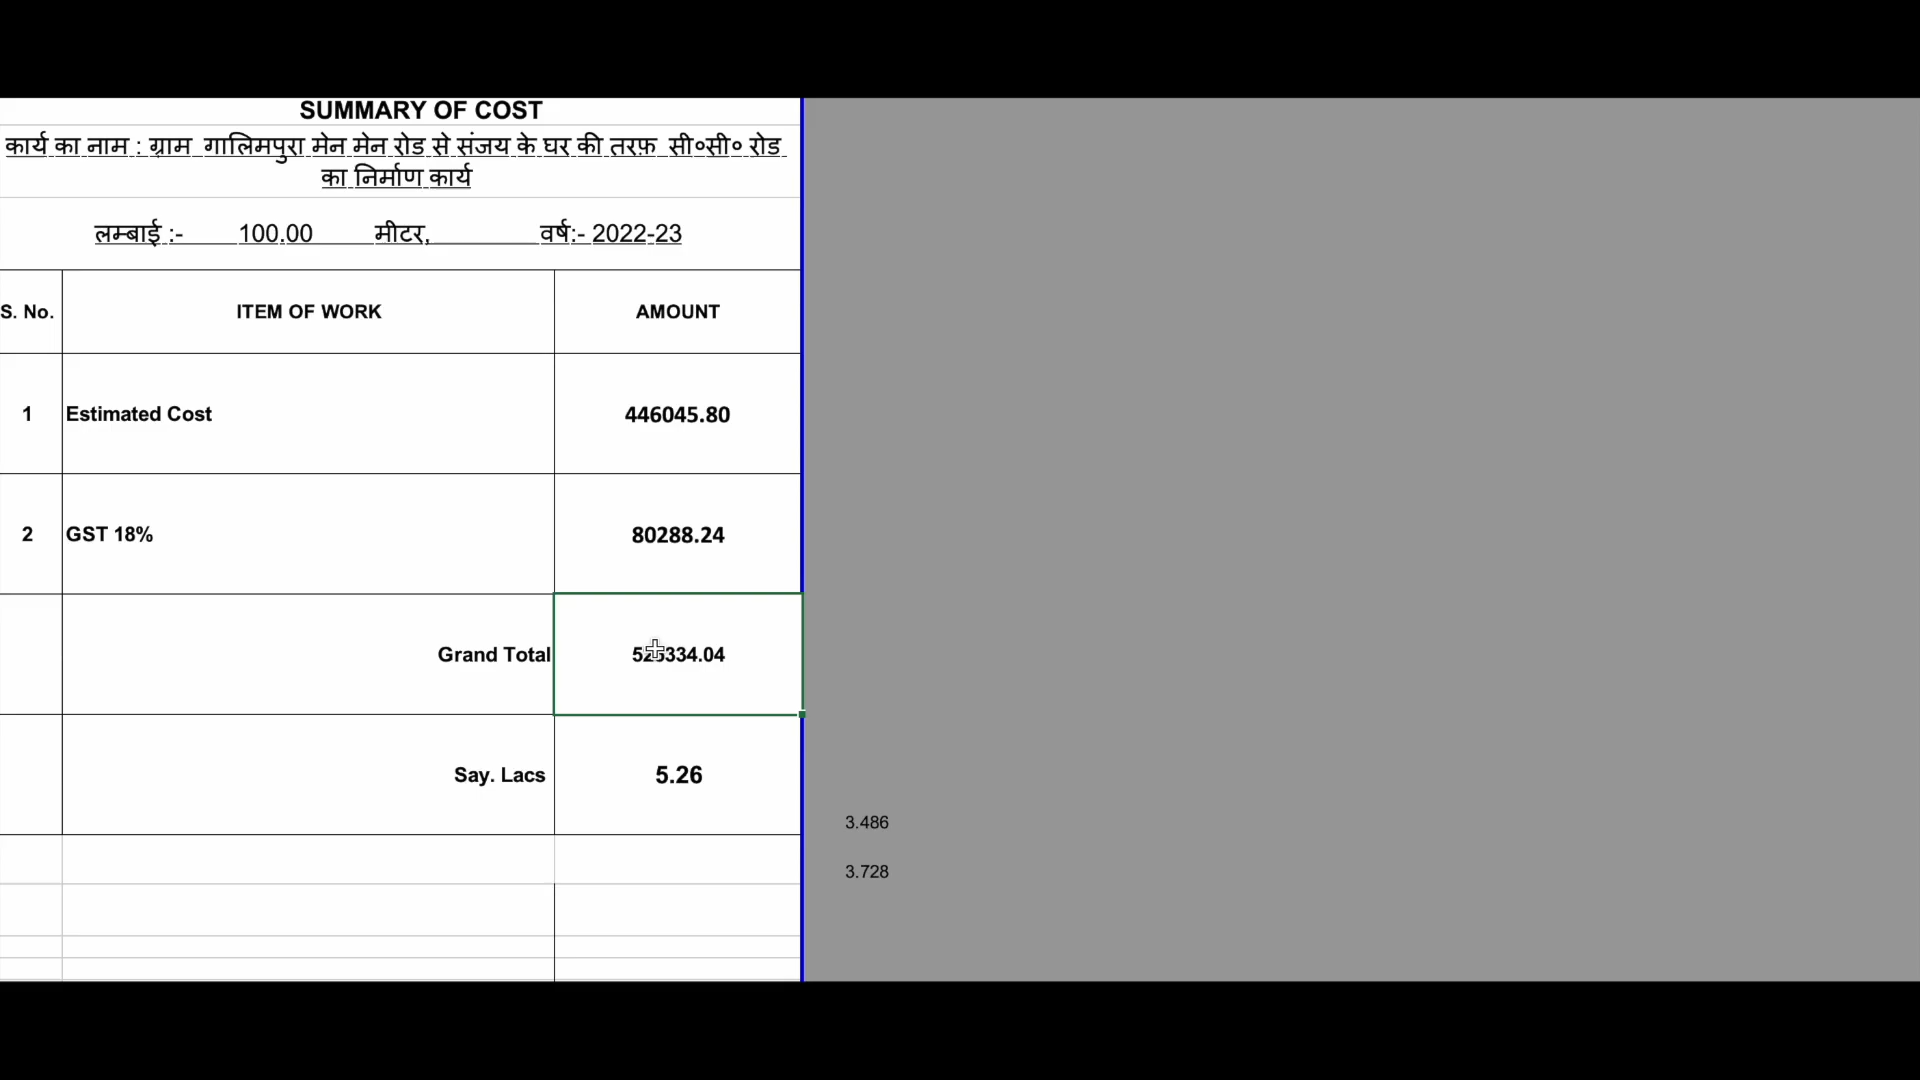 SUMMARY OF COST
कार्य का नाम : ग्राम गालिमपुरा मेन मेन रोड से संजय के घर की तरफ़ सी०सी० रोड
का निर्माण कार्य
लम्बाई :- 100.00 मीटर, वर्ष:- 2022-23
S. No. ITEM OF WORK AMOUNT
1 Estimated Cost 446045.80
2 GST 18% 80288.24
Grand Total 526334.04
Say. Lacs 5.26
3.486
3.728